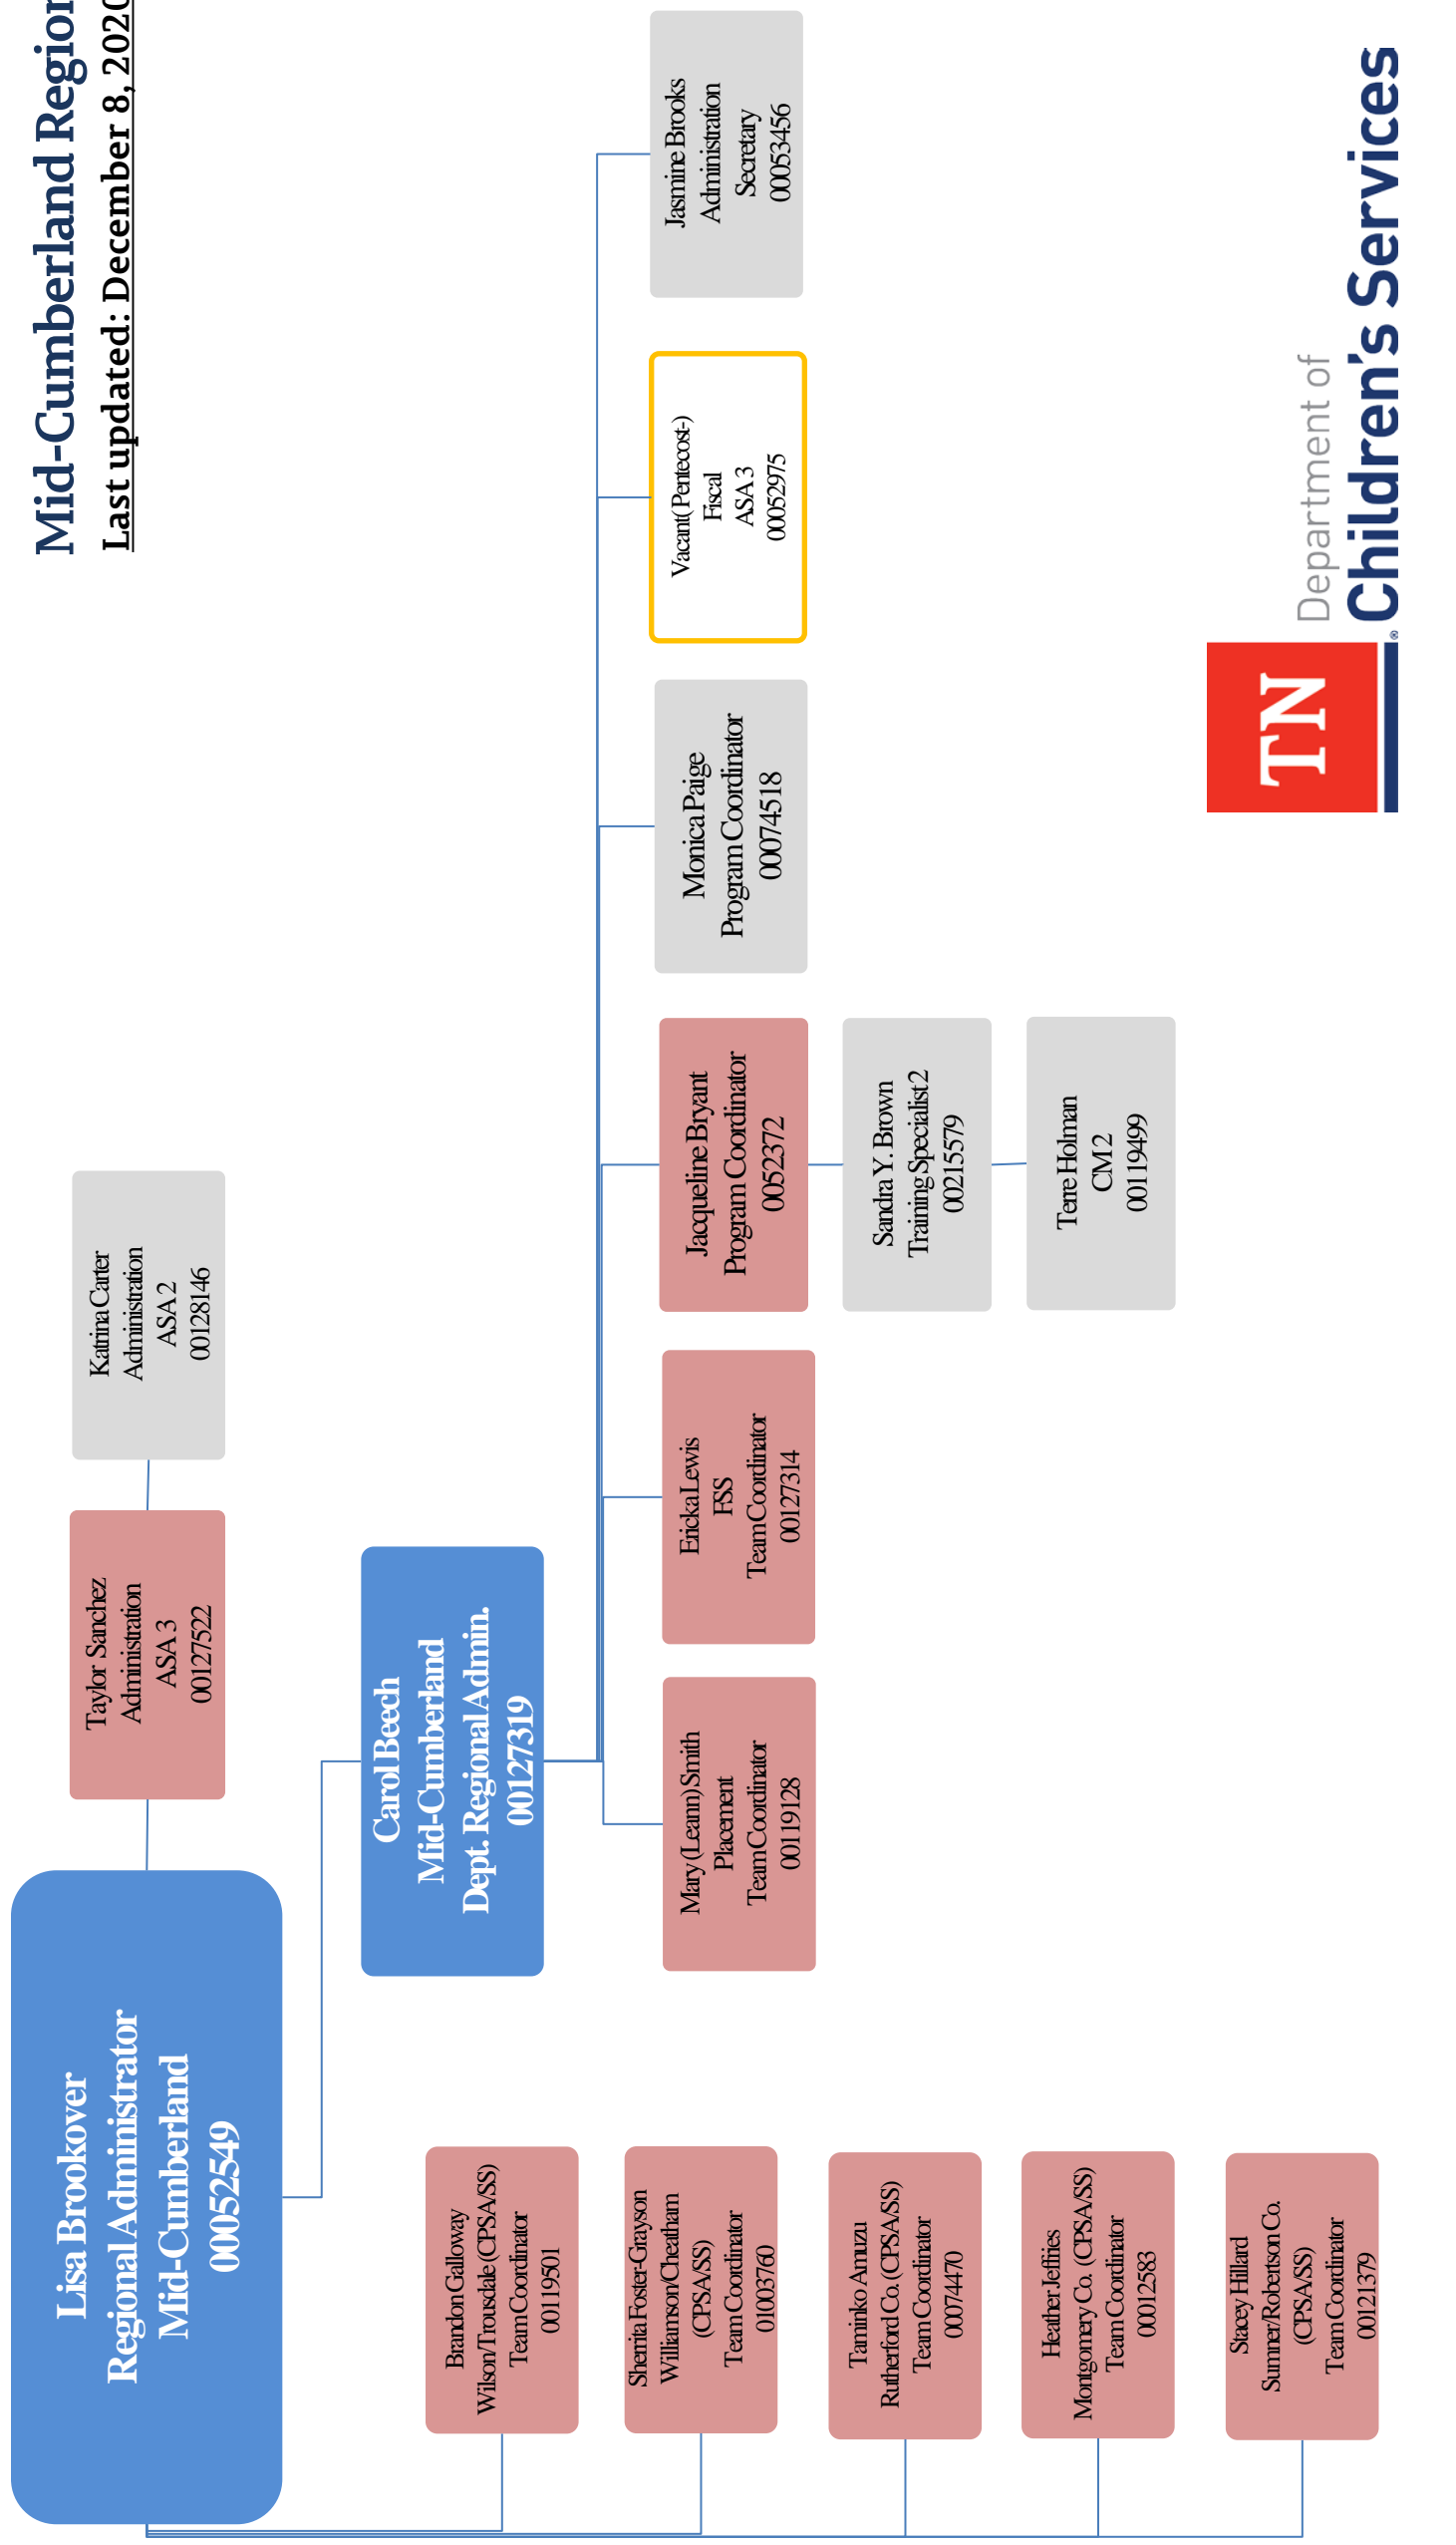 Mid-Cumberland Region
Last updated: December 8, 2020
Lisa Brookover
Regional Administrator
Mid-Cumberland
00052549
Taylor Sanchez
Administration
ASA 3
00127522
Katrina Carter
Administration
ASA 2
00128146
Carol Beech
Mid-Cumberland
Dept. Regional Admin.
00127319
Brandon Galloway
Wilson/Trousdale (CPSA/SS)
Team Coordinator
00119501
Sherrita Foster-Grayson
Williamson/Cheatham
(CPSA/SS)
Team Coordinator
01003760
Taminko Amuzu
Rutherford Co. (CPSA/SS)
Team Coordinator
00074470
Heather Jeffries
Montgomery Co. (CPSA/SS)
Team Coordinator
00012583
Stacey Hillard
Sumner/Robertson Co.
(CPSA/SS)
Team Coordinator
00121379
Mary (Leann) Smith
Placement
Team Coordinator
00119128
Ericka Lewis
FSS
Team Coordinator
00127314
Jacqueline Bryant
Program Coordinator
0052372
Sandra Y. Brown
Training Specialist 2
00215579
Terre Holman
CM 2
00119499
Monica Paige
Program Coordinator
00074518
Vacant( Pentecost-)
Fiscal
ASA 3
00052975
Jasmine Brooks
Administration
Secretary
00053456
TN
®
Department of
Children's Services